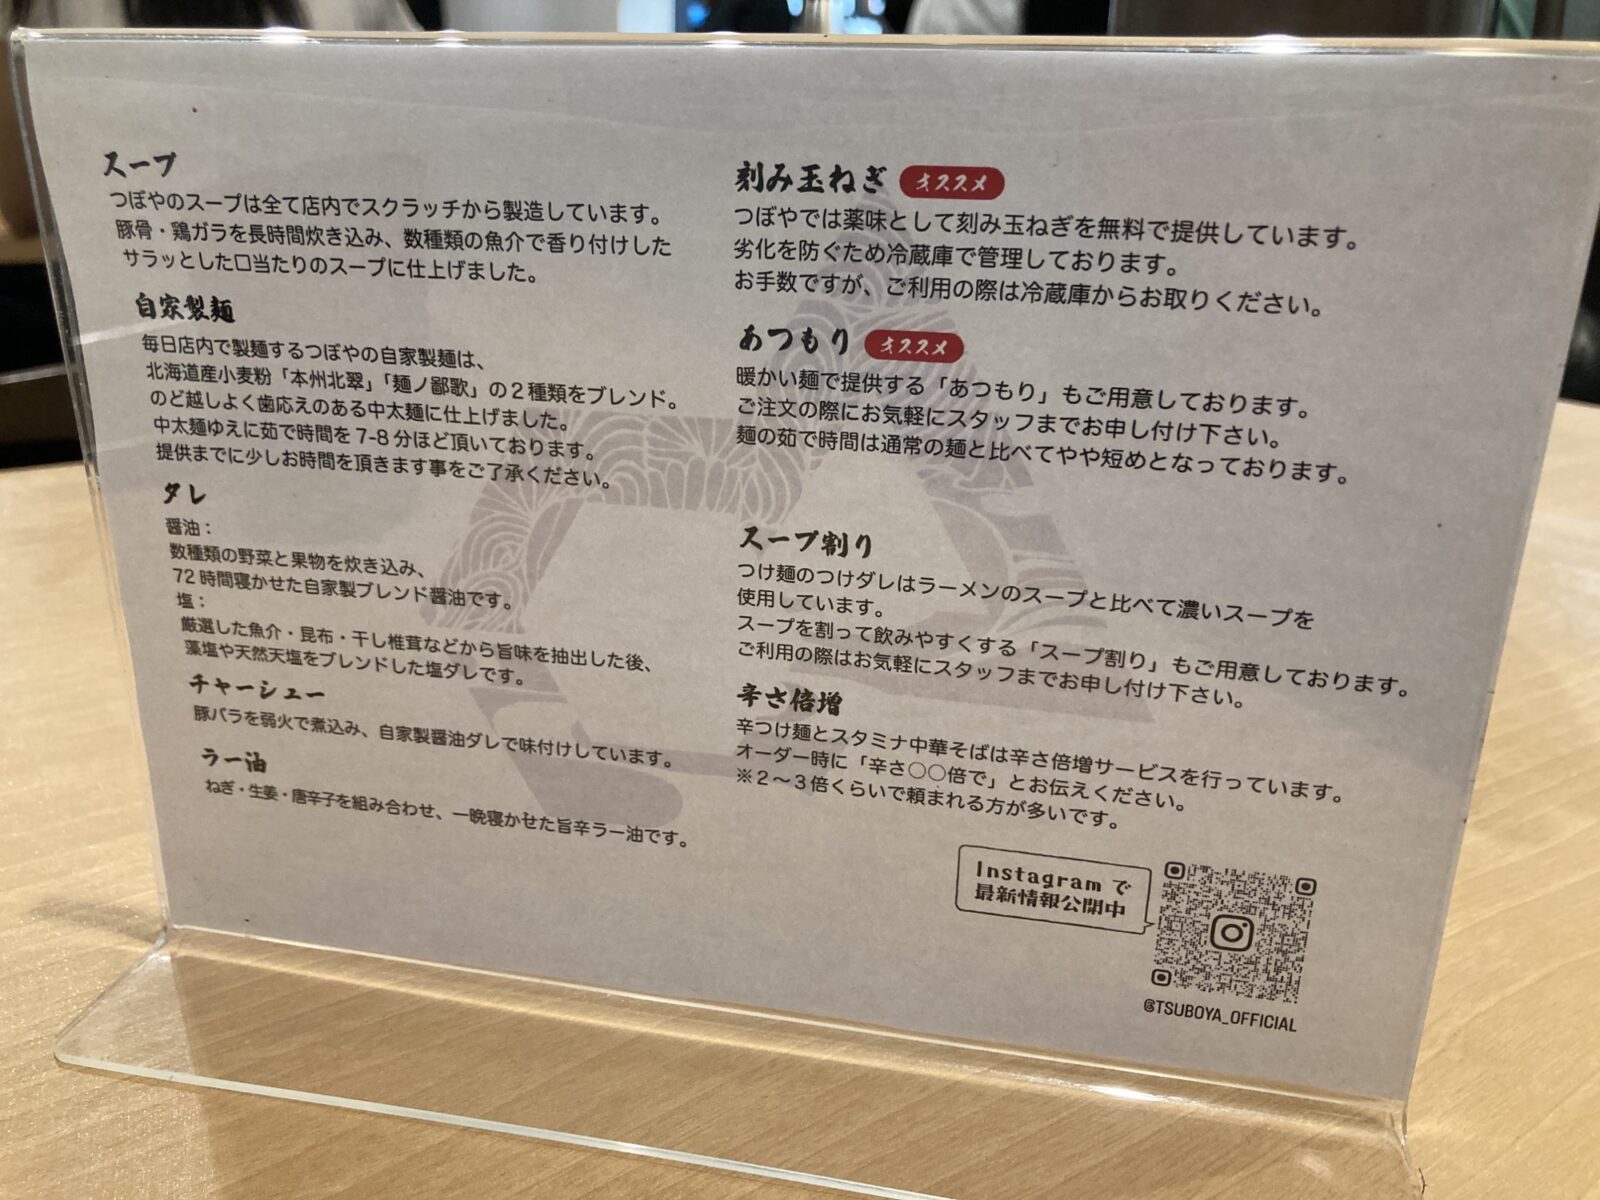 スープ
つぼやのスープは全て店内でスクラッチから製造しています。
豚骨・鶏ガラを長時間炊き込み、数種類の魚介で香り付けした
サラッとした口当たりのスープに仕上げました。
自家製麺
毎日店内で製麺するつぼやの自家製麺は、
北海道産小麦粉「本州北翠」「麺ノ鄙歌」の2種類をブレンド。
のど越しよく歯応えのある中太麺に仕上げました。
中太麺ゆえに茹で時間を7-8分ほど頂いております。
提供までに少しお時間を頂きます事をご了承ください。
タレ
醤油：
数種類の野菜と果物を炊き込み、
72時間寝かせた自家製ブレンド醤油です。
塩：
厳選した魚介・昆布・干し椎茸などから旨味を抽出した後、
藻塩や天然天塩をブレンドした塩ダレです。
チャーシュー
豚バラを弱火で煮込み、自家製醤油ダレで味付けしています。
ラー油
ねぎ・生姜・唐辛子を組み合わせ、一晩寝かせた旨辛ラー油です。
刻み玉ねぎ オススメ
つぼやでは薬味として刻み玉ねぎを無料で提供しています。
劣化を防ぐため冷蔵庫で管理しております。
お手数ですが、ご利用の際は冷蔵庫からお取りください。
あつもり オススメ
暖かい麺で提供する「あつもり」もご用意しております。
ご注文の際にお気軽にスタッフまでお申し付け下さい。
麺の茹で時間は通常の麺と比べてやや短めとなっております。
スープ割り
つけ麺のつけダレはラーメンのスープと比べて濃いスープを
使用しています。
スープを割って飲みやすくする「スープ割り」もご用意しております。
ご利用の際はお気軽にスタッフまでお申し付け下さい。
辛さ倍増
辛つけ麺とスタミナ中華そばは辛さ倍増サービスを行っています。
オーダー時に「辛さ〇〇倍で」とお伝えください。
※2～3倍くらいで頼まれる方が多いです。
Instagramで
最新情報公開中
@TSUBOYA_OFFICIAL